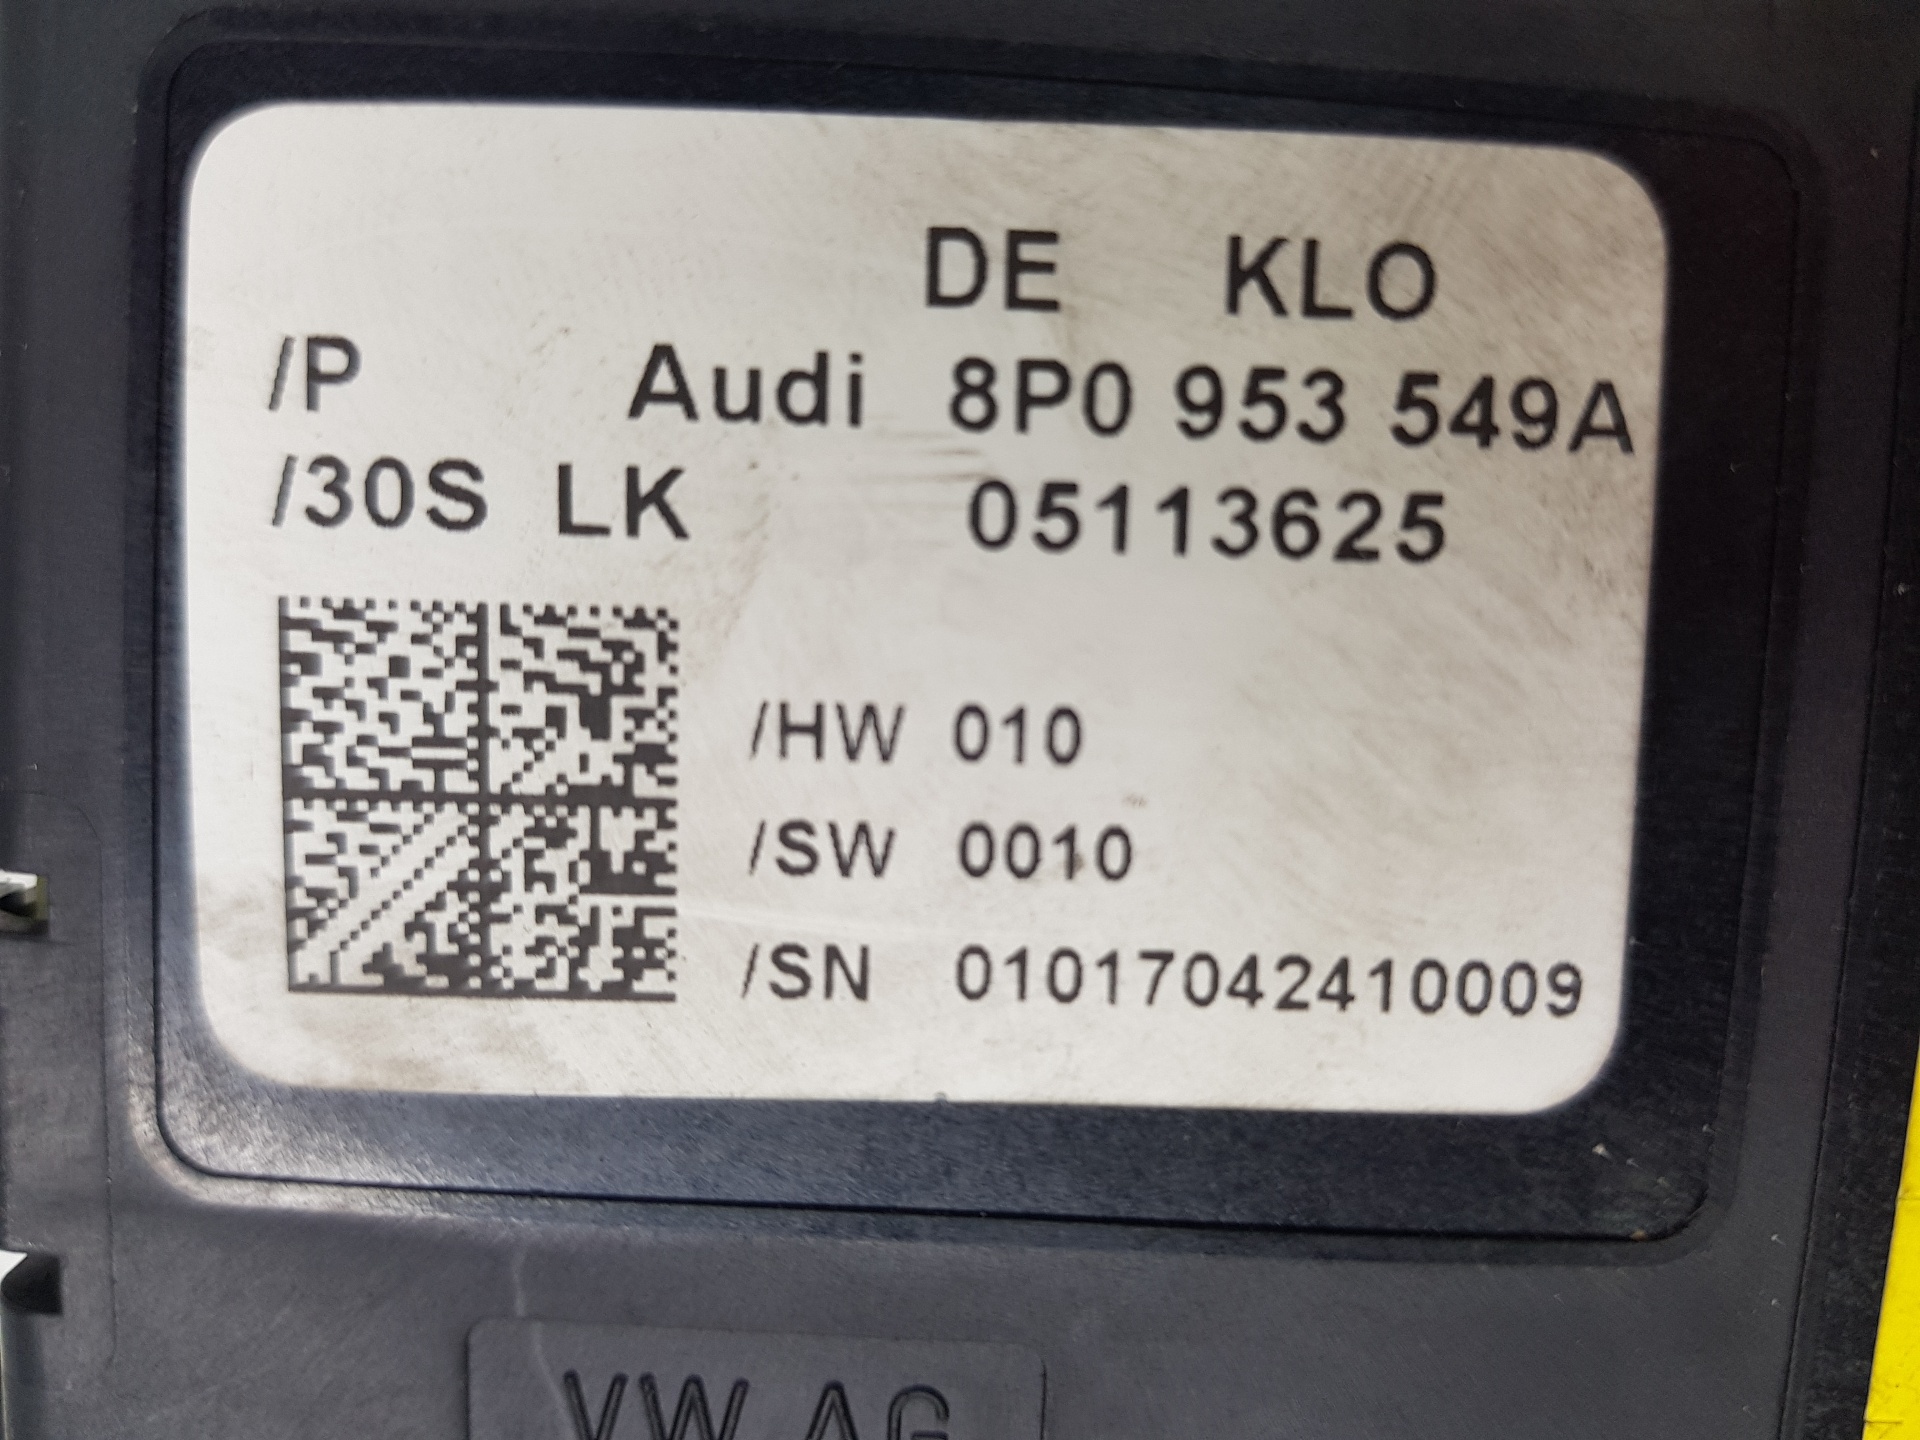 DE KLO
/P Audi 8P0 953 549A
/30S LK 05113625
/HW 010
/SW 0010
/SN 01017042410009
VW AG